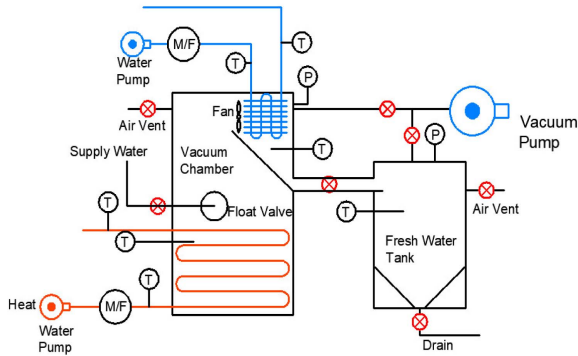 T
M/F
Water
Pump
T
P
Fan
Air Vent
Vacuum
Pump
Supply Water
Vacuum
Chamber
T
P
T
Float Valve
T
Air Vent
T
Fresh Water
Tank
Heat
M/F
T
Water
Pump
Drain